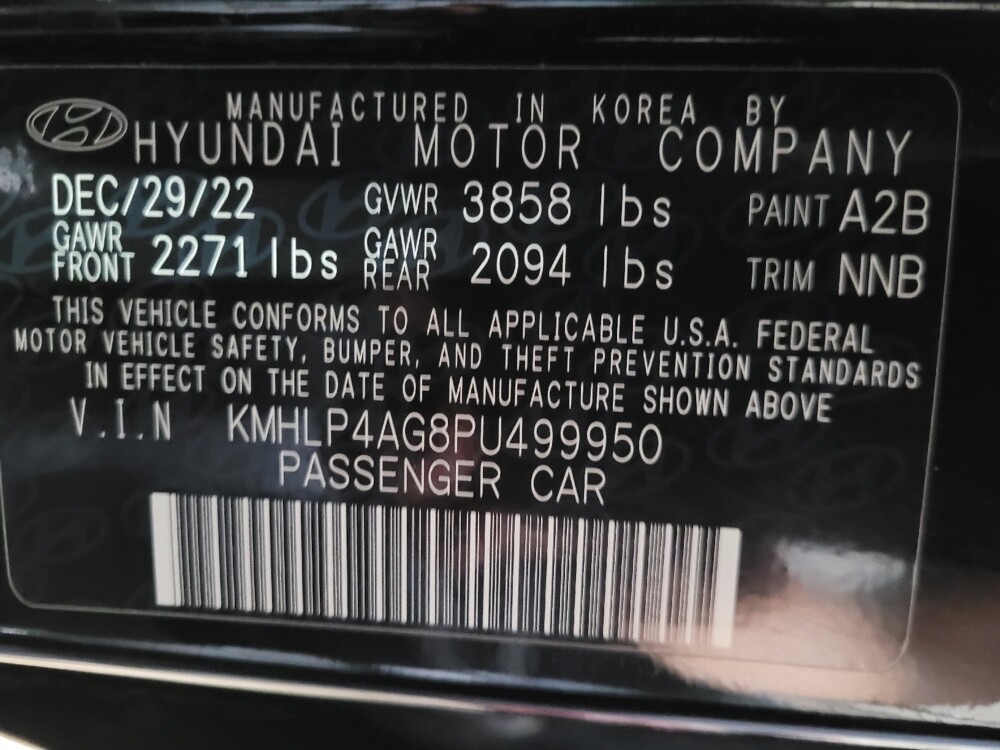 MANUFACTURED IN KOREA BY
HYUNDAI MOTOR COMPANY
DEC/29/22 GVWR 3858 lbs PAINT A2B
GAWR FRONT 2271 lbs GAWR REAR 2094 lbs TRIM NNB
THIS VEHICLE CONFORMS TO ALL APPLICABLE U.S.A. FEDERAL
MOTOR VEHICLE SAFETY, BUMPER, AND THEFT PREVENTION STANDARDS
IN EFFECT ON THE DATE OF MANUFACTURE SHOWN ABOVE
V.I.N KMHLP4AG8PU499950
PASSENGER CAR